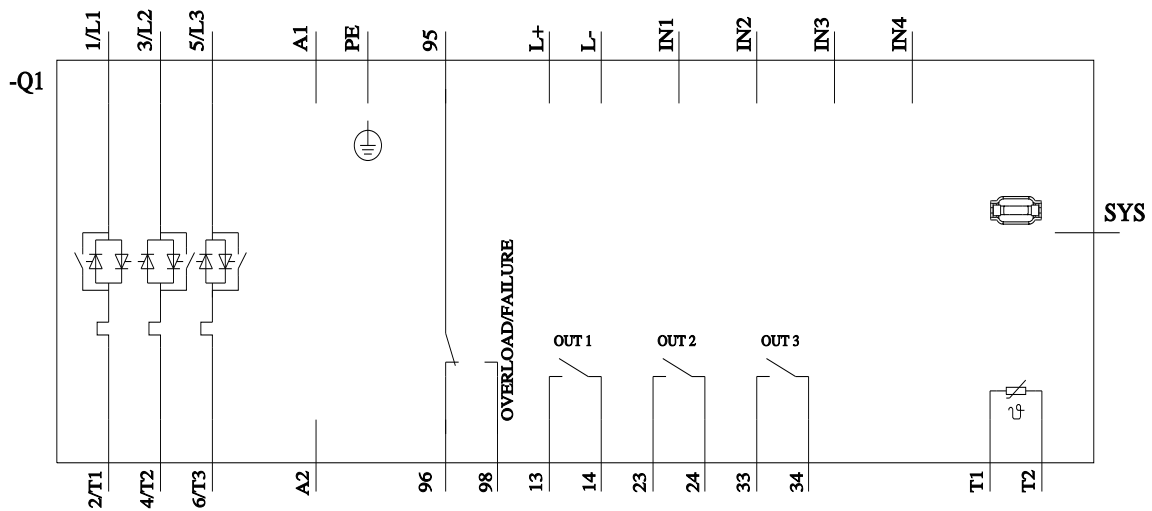 1/L1
3/L2
5/L3
A1
PE
95
L+
L-
IN1
IN2
IN3
IN4
-Q1
SYS
OVERLOAD/FAILURE
OUT 1
OUT 2
OUT 3
ϑ
2/T1
4/T2
6/T3
A2
96
98
13
14
23
24
33
34
T1
T2